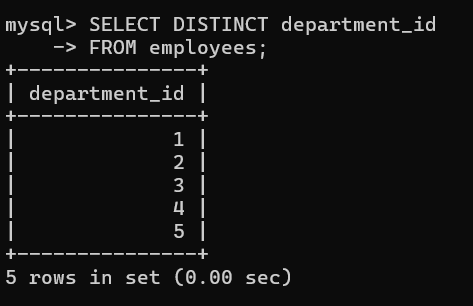 mysql> SELECT DISTINCT department_id
    -> FROM employees;
+---------------+
| department_id |
+---------------+
|             1 |
|             2 |
|             3 |
|             4 |
|             5 |
+---------------+
5 rows in set (0.00 sec)